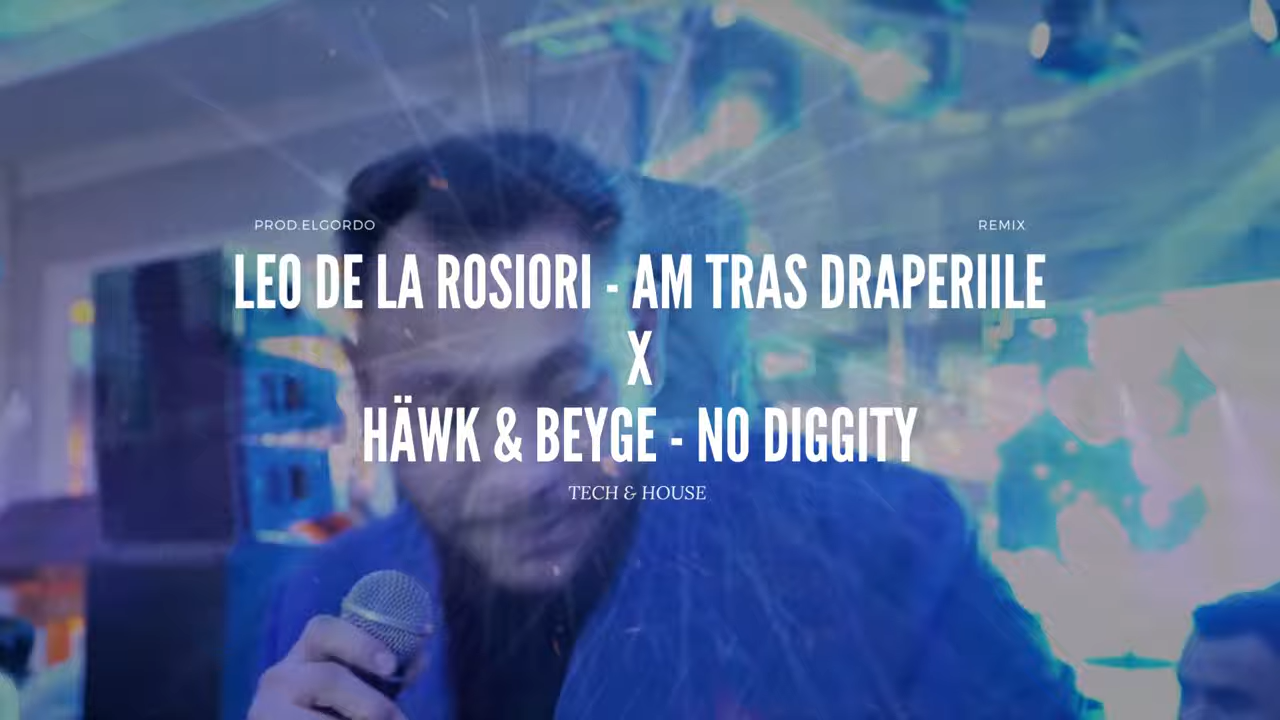 PROD.ELGORDO
REMIX
LEO DE LA ROSIORI - AM TRAS DRAPERIILE
X
HÄWK & BEYGE - NO DIGGITY
TECH & HOUSE